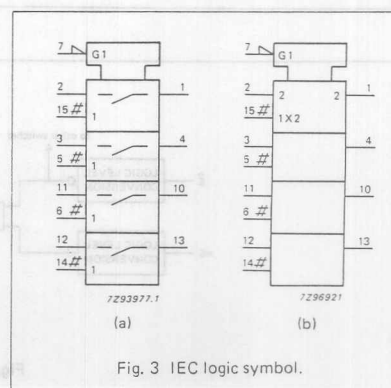 7 G1
7 G1
2 1
15 # 1
2 2 2 1
15 # 1X2
3 4
5 # 1
3 4
5 #
11 10
6 # 1
11 10
6 #
12 13
14 # 1
12 13
14 #
7Z93977.1
7Z96921
(a) (b)
Fig. 3 IEC logic symbol.